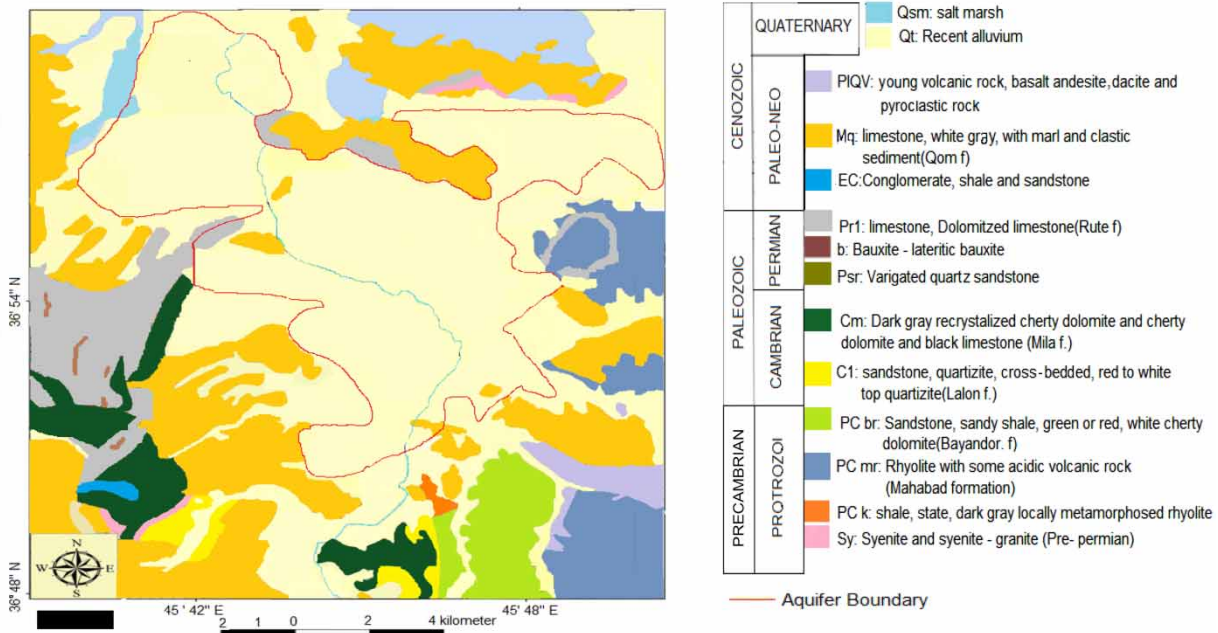 36' 54" N
36' 48" N
N
W E
S
45 ' 42" E
45 ' 48" E
2 1 0 2 4 kilometer
CENOZOIC
QUATERNARY
Qsm: salt marsh
Qt: Recent alluvium
PALEO-NEO
PIQV: young volcanic rock, basalt andesite,dacite and
pyroclastic rock
Mq: limestone, white gray, with marl and clastic
sediment(Qom f)
EC:Conglomerate, shale and sandstone
PALEOZOIC
PERMIAN
Pr1: limestone, Dolomitzed limestone(Rute f)
b: Bauxite - lateritic bauxite
Psr: Varigated quartz sandstone
CAMBRIAN
Cm: Dark gray recrystalized cherty dolomite and cherty
dolomite and black limestone (Mila f.)
C1: sandstone, quartizite, cross-bedded, red to white
top quartizite(Lalon f.)
PRECAMBRIAN
PROTROZOI
PC br: Sandstone, sandy shale, green or red, white cherty
dolomite(Bayandor. f)
PC mr: Rhyolite with some acidic volcanic rock
(Mahabad formation)
PC k: shale, state, dark gray locally metamorphosed rhyolite
Sy: Syenite and syenite - granite (Pre- permian)
Aquifer Boundary